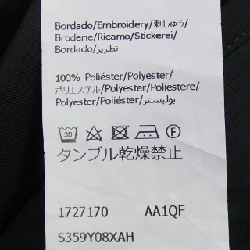 Bordado/Embroidery/刺しゅう/
Broderie/Ricamo/Stickerei/
Bordado/تطريز
100% Poliéster/Polyester/
ポリエステル/Polyester/Poliestere/
Polyester/Poliéster/بوليستر
30
タンブル乾燥禁止
1727170 AA1QF
S359Y08XAH